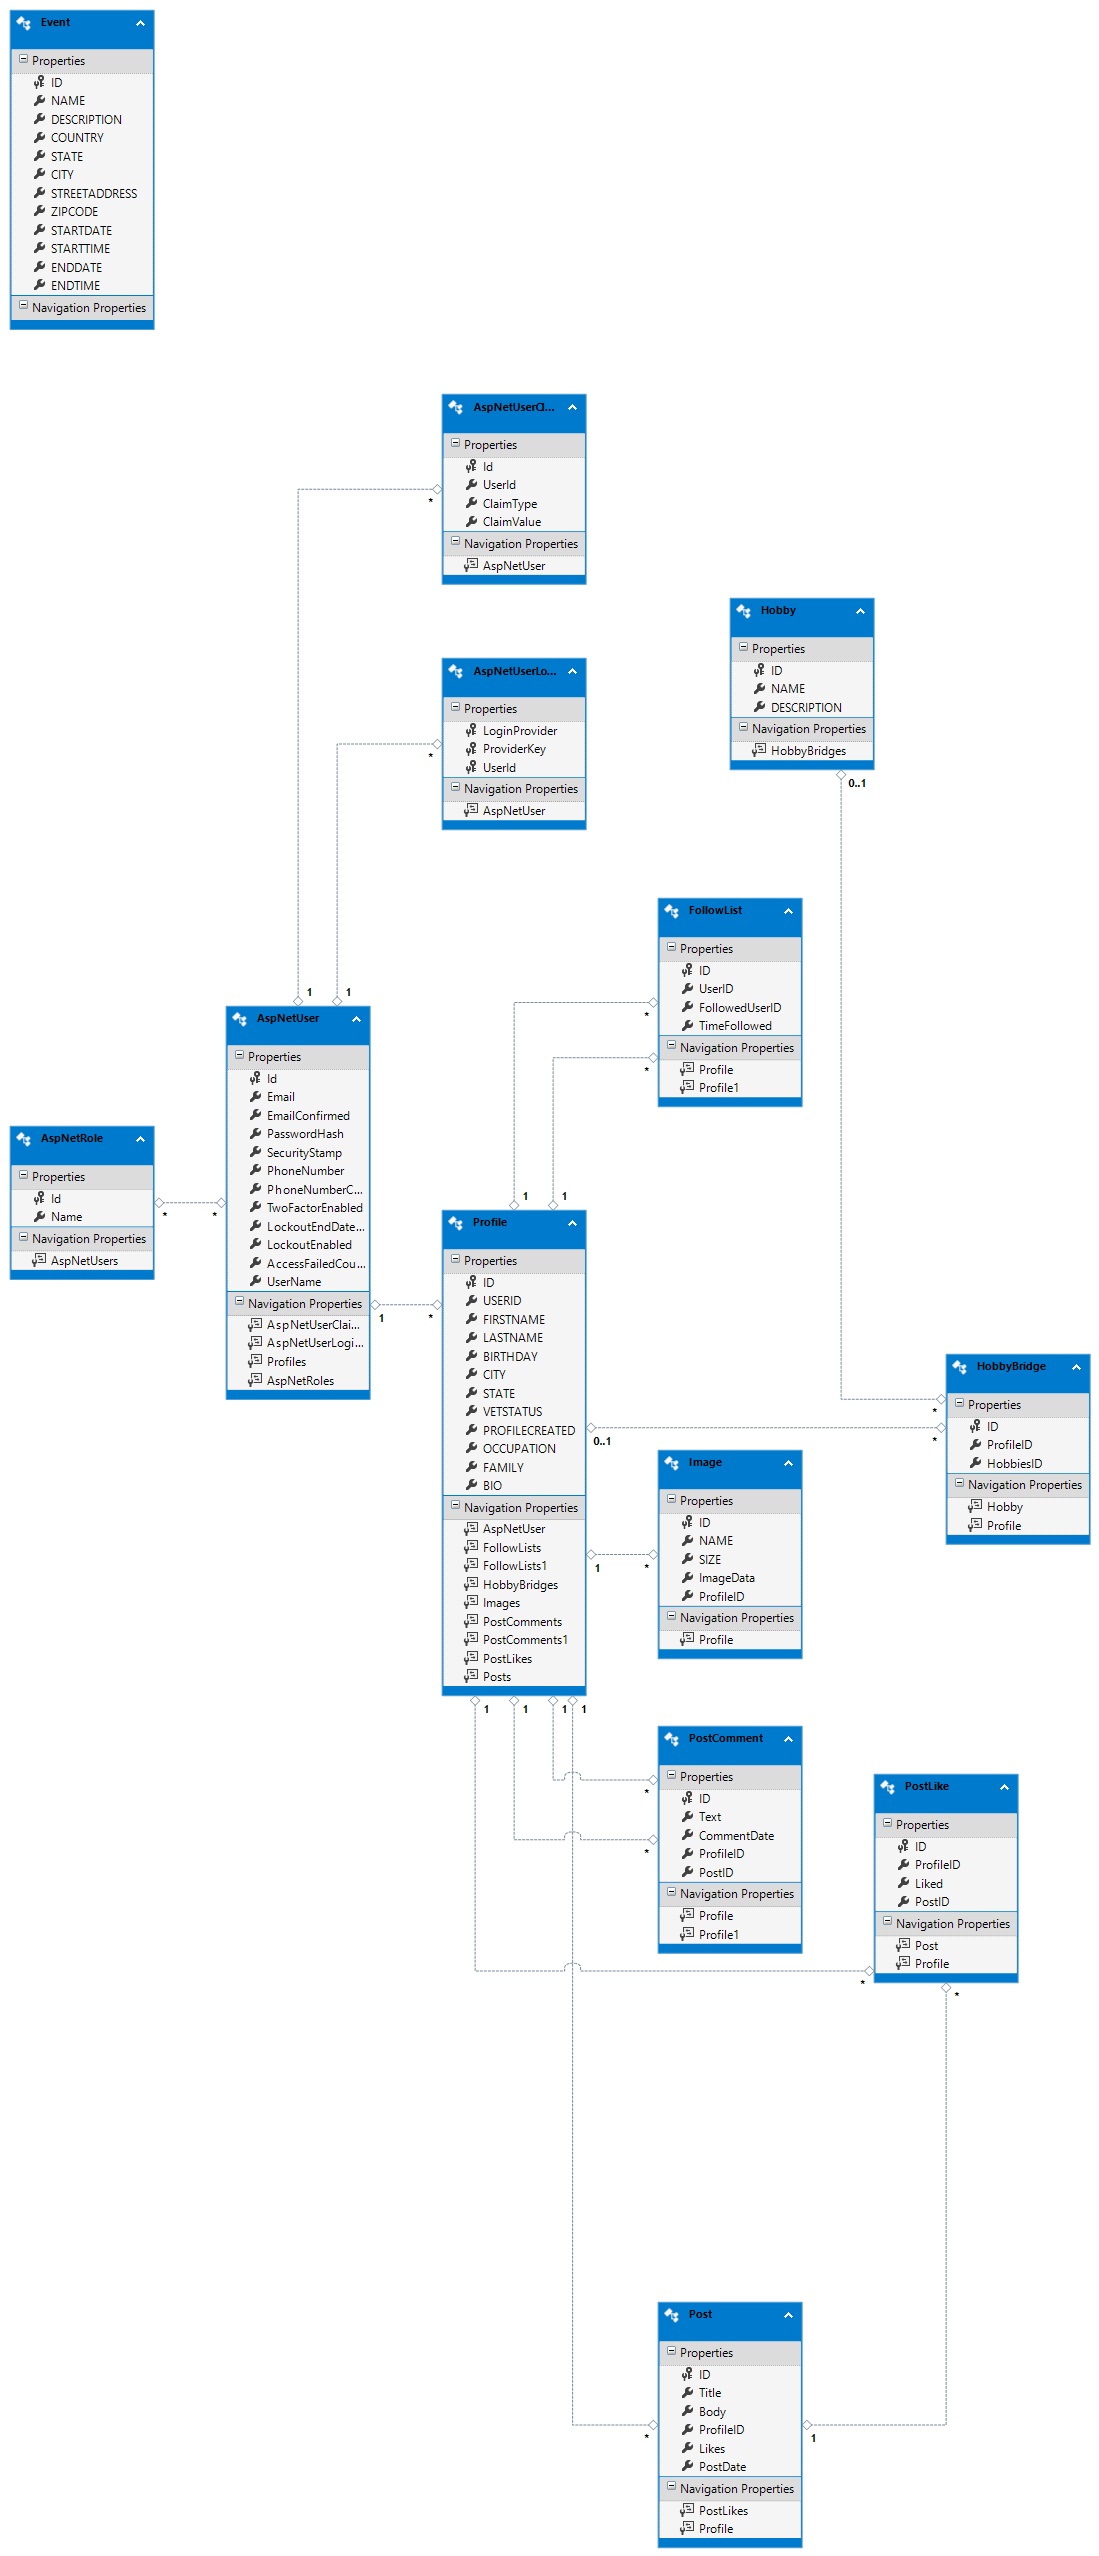 Event
Properties
ID
NAME
DESCRIPTION
COUNTRY
STATE
CITY
STREETADDRESS
ZIPCODE
STARTDATE
STARTTIME
ENDDATE
ENDTIME
Navigation Properties
AspNetUserCl...
Properties
Id
UserId
ClaimType
ClaimValue
Navigation Properties
AspNetUser
*
Hobby
Properties
ID
NAME
DESCRIPTION
Navigation Properties
HobbyBridges
0..1
AspNetUserLo...
Properties
LoginProvider
ProviderKey
UserId
Navigation Properties
AspNetUser
*
FollowList
Properties
ID
UserID
FollowedUserID
TimeFollowed
Navigation Properties
Profile
Profile1
*
*
1
1
AspNetUser
Properties
Id
Email
EmailConfirmed
PasswordHash
SecurityStamp
PhoneNumber
PhoneNumberC...
TwoFactorEnabled
LockoutEndDate...
LockoutEnabled
AccessFailedCou...
UserName
Navigation Properties
AspNetUserClai...
AspNetUserLogi...
Profiles
AspNetRoles
AspNetRole
Properties
Id
Name
Navigation Properties
AspNetUsers
*
*
1
*
1
1
Profile
Properties
ID
USERID
FIRSTNAME
LASTNAME
BIRTHDAY
CITY
STATE
VETSTATUS
PROFILECREATED
OCCUPATION
FAMILY
BIO
Navigation Properties
AspNetUser
FollowLists
FollowLists1
HobbyBridges
Images
PostComments
PostComments1
PostLikes
Posts
0..1
1
*
HobbyBridge
Properties
ID
ProfileID
HobbiesID
Navigation Properties
Hobby
Profile
*
*
Image
Properties
ID
NAME
SIZE
ImageData
ProfileID
Navigation Properties
Profile
1
1
1
1
PostComment
Properties
ID
Text
CommentDate
ProfileID
PostID
Navigation Properties
Profile
Profile1
*
*
PostLike
Properties
ID
ProfileID
Liked
PostID
Navigation Properties
Post
Profile
*
*
Post
Properties
ID
Title
Body
ProfileID
Likes
PostDate
Navigation Properties
PostLikes
Profile
*
1